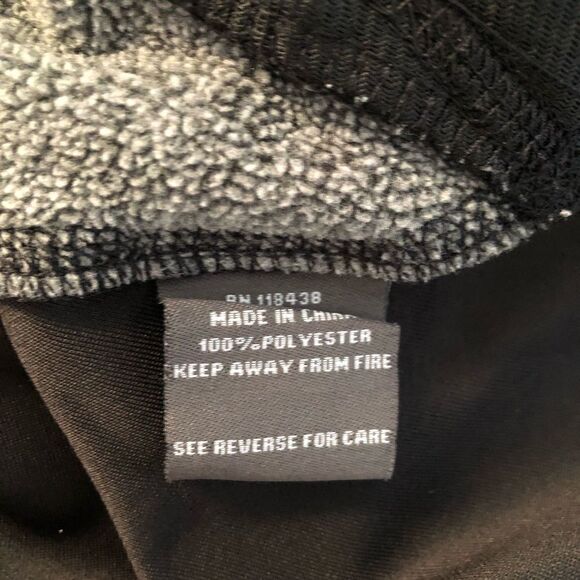 RN 118438
MADE IN CHINA
100%POLYESTER
KEEP AWAY FROM FIRE
SEE REVERSE FOR CARE